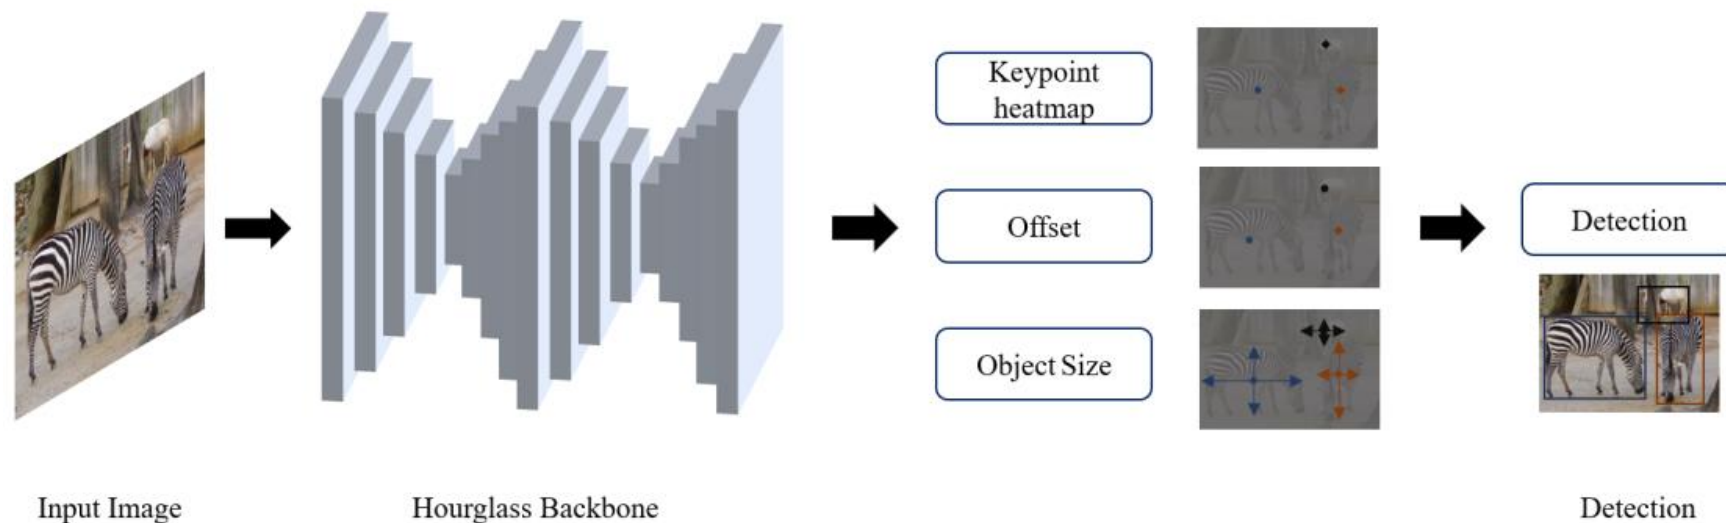 Keypoint
heatmap
Offset
Object Size
Detection
Input Image
Hourglass Backbone
Detection